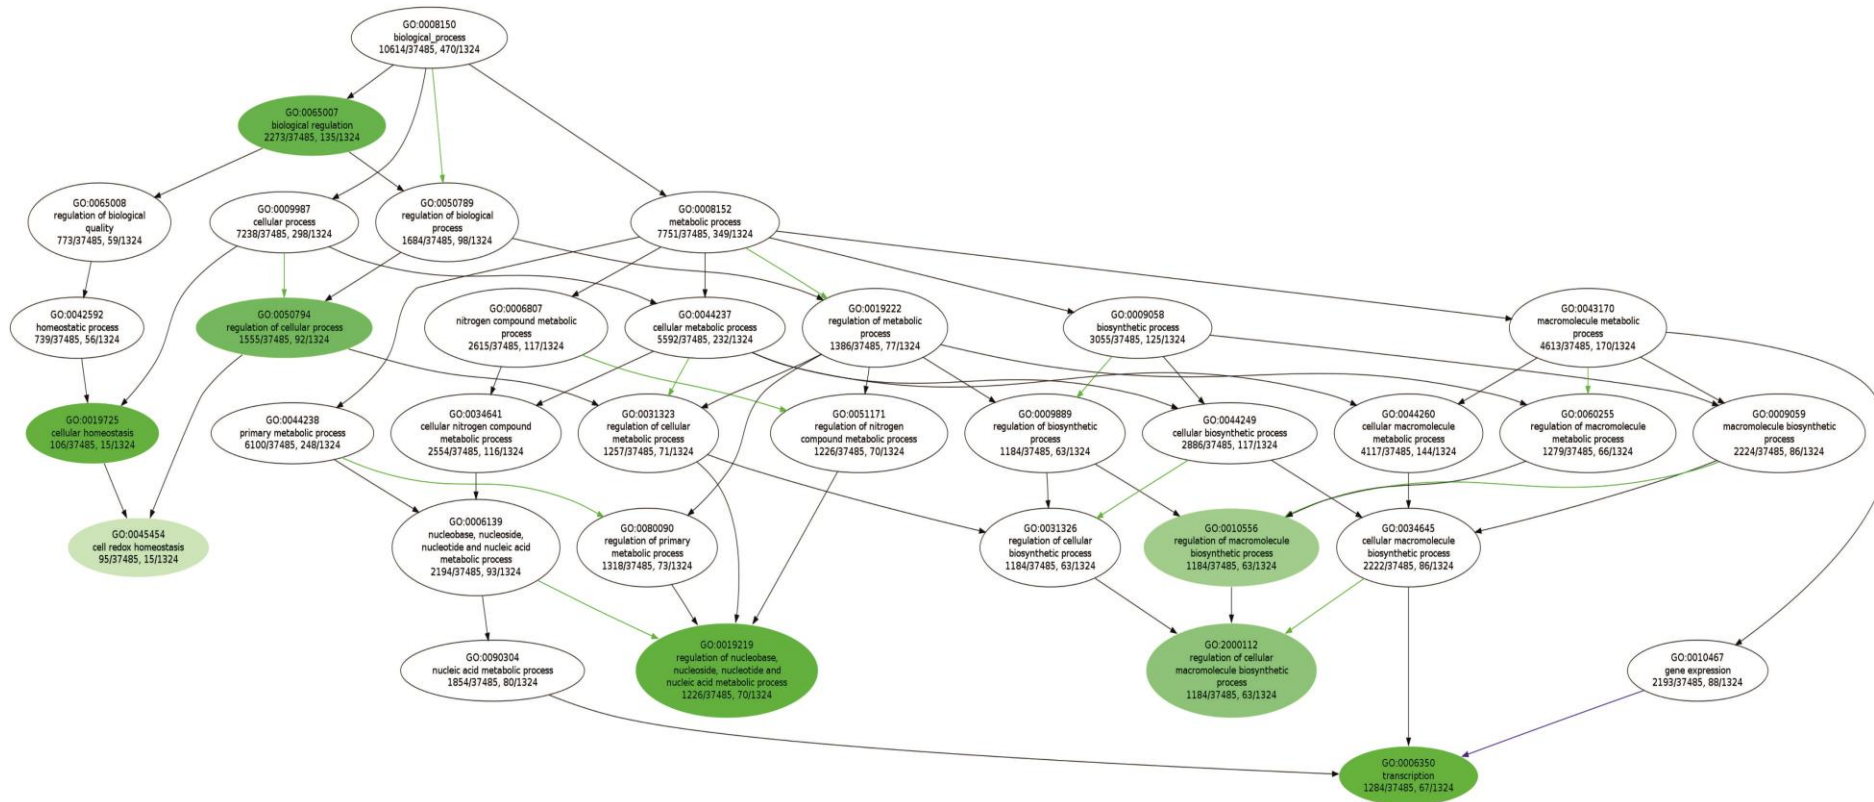 GO:0008150
biological_process
10614/37485, 470/1324
GO:0065007
biological regulation
2273/37485, 135/1324
GO:0065008
regulation of biological
quality
773/37485, 59/1324
GO:0009987
cellular process
7238/37485, 298/1324
GO:0050789
regulation of biological
process
1684/37485, 98/1324
GO:0008152
metabolic process
7751/37485, 349/1324
GO:0042592
homeostatic process
739/37485, 56/1324
GO:0050794
regulation of cellular process
1555/37485, 92/1324
GO:0006807
nitrogen compound metabolic
process
2615/37485, 117/1324
GO:0044237
cellular metabolic process
5592/37485, 232/1324
GO:0019222
regulation of metabolic
process
1386/37485, 77/1324
GO:0009058
biosynthetic process
3055/37485, 125/1324
GO:0043170
macromolecule metabolic
process
4613/37485, 170/1324
GO:0019725
cellular homeostasis
106/37485, 15/1324
GO:0044238
primary metabolic process
6100/37485, 248/1324
GO:0034641
cellular nitrogen compound
metabolic process
2554/37485, 116/1324
GO:0031323
regulation of cellular
metabolic process
1257/37485, 71/1324
GO:0051171
regulation of nitrogen
compound metabolic process
1226/37485, 70/1324
GO:0009889
regulation of biosynthetic
process
1184/37485, 63/1324
GO:0044249
cellular biosynthetic process
2886/37485, 117/1324
GO:0044260
cellular macromolecule
metabolic process
4117/37485, 144/1324
GO:0060255
regulation of macromolecule
metabolic process
1279/37485, 66/1324
GO:0009059
macromolecule biosynthetic
process
2224/37485, 86/1324
GO:0045454
cell redox homeostasis
95/37485, 15/1324
GO:0006139
nucleobase, nucleoside,
nucleotide and nucleic acid
metabolic process
2194/37485, 93/1324
GO:0080090
regulation of primary
metabolic process
1318/37485, 73/1324
GO:0031326
regulation of cellular
biosynthetic process
1184/37485, 63/1324
GO:0010556
regulation of macromolecule
biosynthetic process
1184/37485, 63/1324
GO:0034645
cellular macromolecule
biosynthetic process
2222/37485, 86/1324
GO:0090304
nucleic acid metabolic process
1854/37485, 80/1324
GO:0019219
regulation of nucleobase,
nucleoside, nucleotide and
nucleic acid metabolic process
1226/37485, 70/1324
GO:2000112
regulation of cellular
macromolecule biosynthetic
process
1184/37485, 63/1324
GO:0010467
gene expression
2193/37485, 88/1324
GO:0006350
transcription
1284/37485, 67/1324